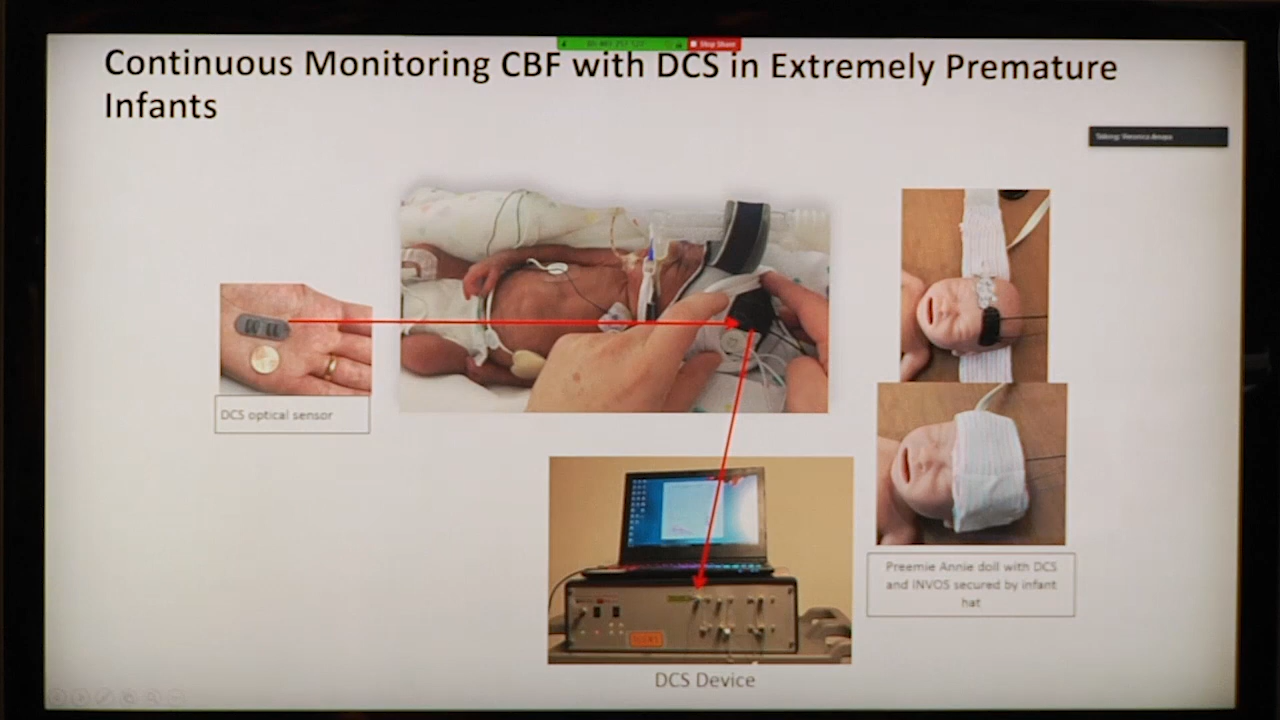 Stop Share
Continuous Monitoring CBF with DCS in Extremely Premature
Infants
DCS optical sensor
Preemie Annie doll with DCS
and INVOS secured by infant
hat
DCS Device